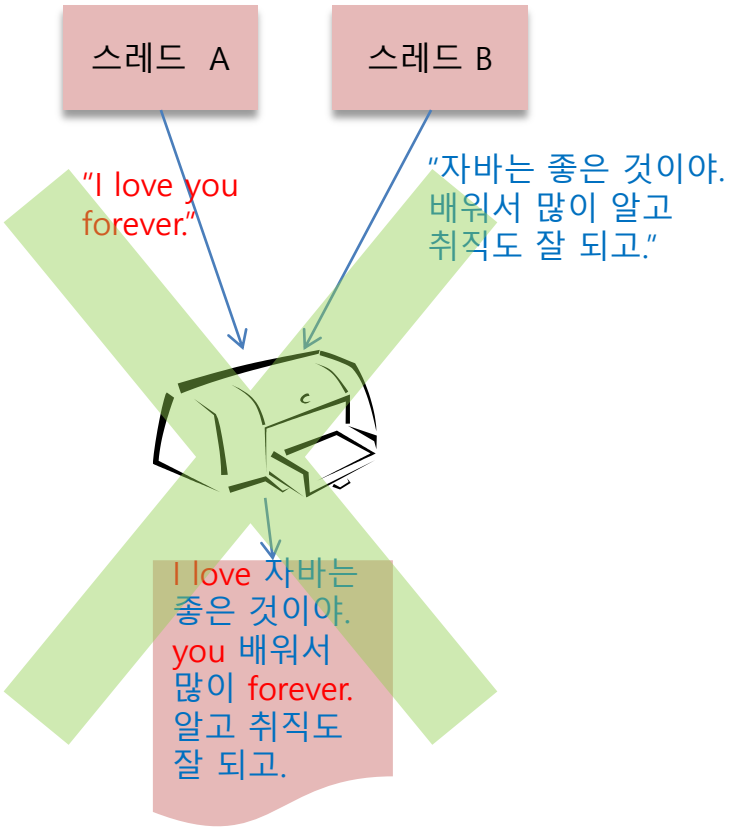 스레드 A
스레드 B
"I love you
forever."
"자바는 좋은 것이야.
배워서 많이 알고
취직도 잘 되고."
I love 자바는
좋은 것이야.
you 배워서
많이 forever.
알고 취직도
잘 되고.